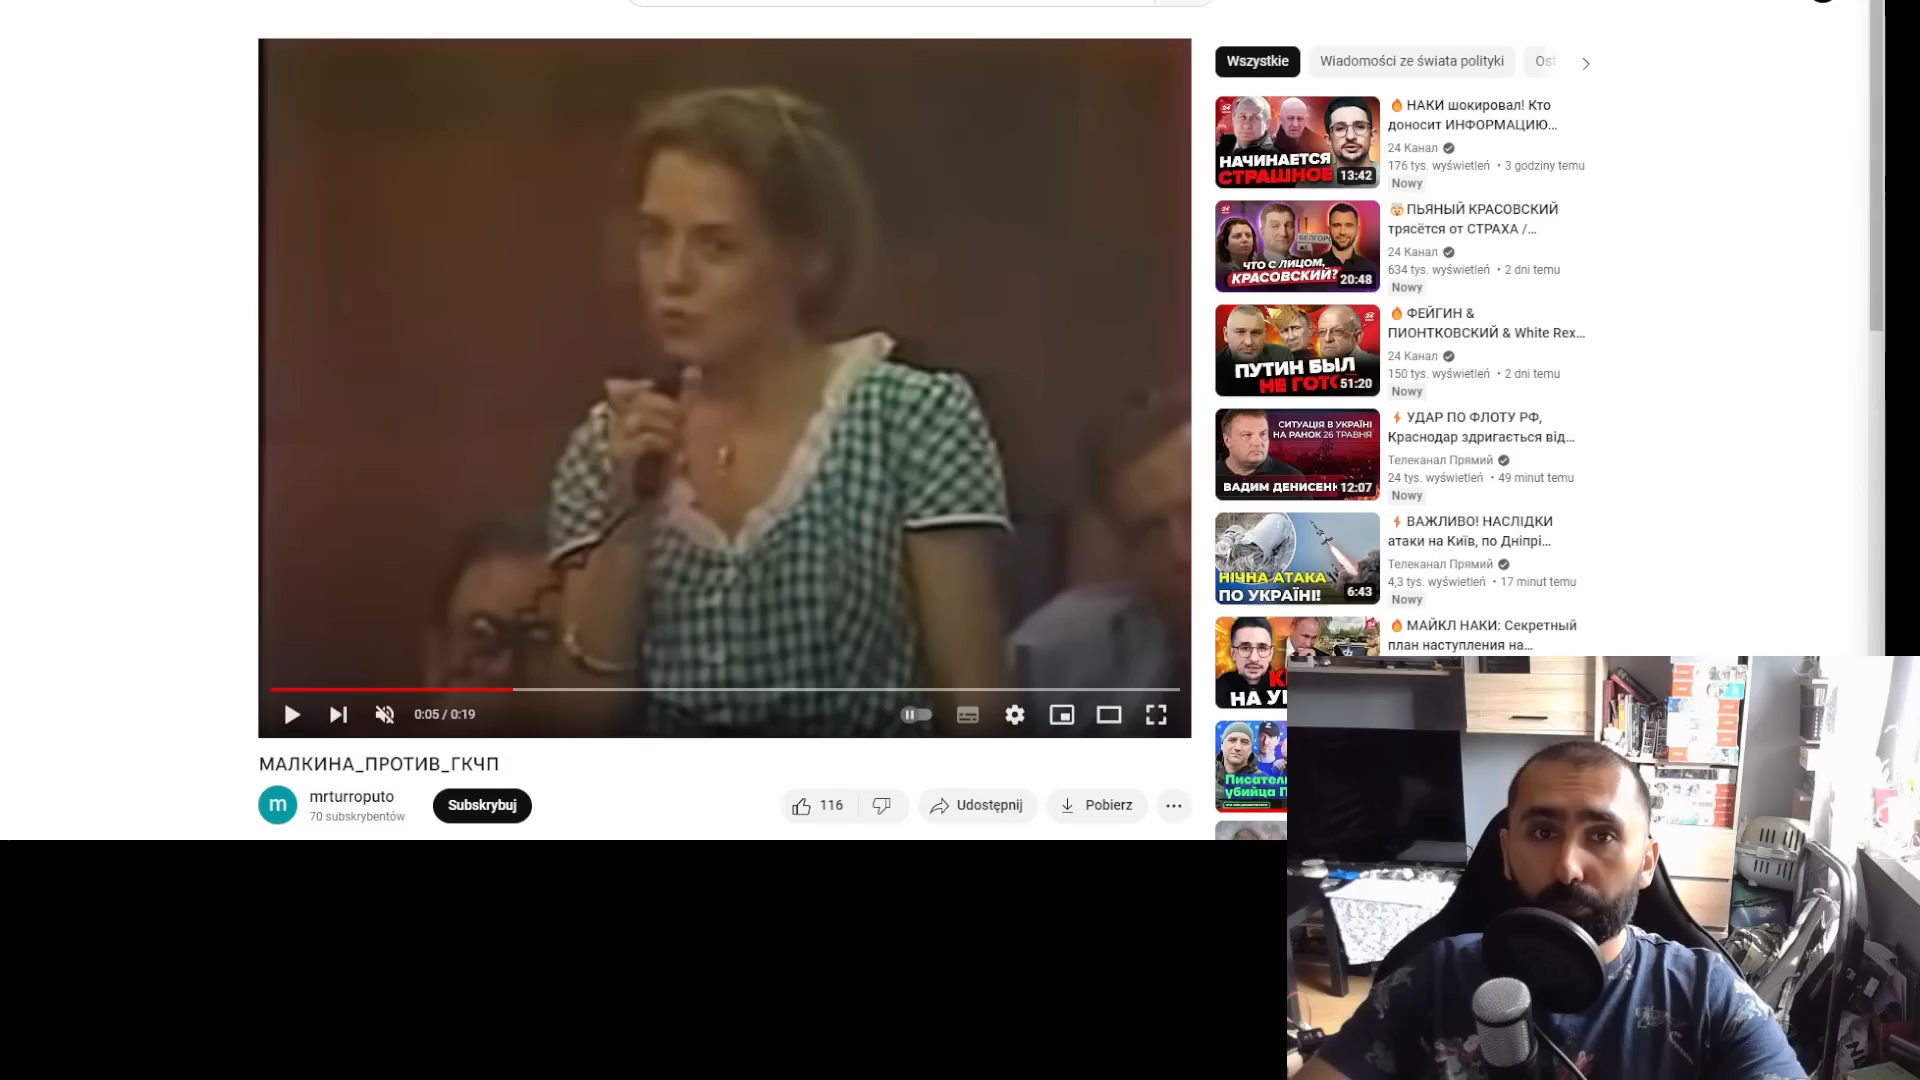 Wszystkie
Wiadomości ze świata polityki
Ost
НАЧИНАЕТСЯ
СТРАШНОЕ
13:42
🔥 НАКИ шокировал! Кто
доносит ИНФОРМАЦИЮ...
24 Канал
176 tys. wyświetleń • 3 godziny temu
Nowy
БЕЛГОРО
ЧТО С ЛИЦОМ,
КРАСОВСКИЙ?
20:48
🤯 ПЬЯНЫЙ КРАСОВСКИЙ
трясётся от СТРАХА /...
24 Канал
634 tys. wyświetleń • 2 dni temu
Nowy
ПУТИН БЫЛ
НЕ ГОТО
51:20
🔥 ФЕЙГИН &
ПИОНТКОВСКИЙ & White Rex...
24 Канал
150 tys. wyświetleń • 2 dni temu
Nowy
СИТУАЦІЯ В УКРАЇНІ
НА РАНОК 26 ТРАВНЯ
ВАДИМ ДЕНИСЕН
12:07
⚡ УДАР ПО ФЛОТУ РФ,
Краснодар здригається від...
Телеканал Прямий
24 tys. wyświetleń • 49 minut temu
Nowy
НІЧНА АТАКА
ПО УКРАЇНІ!
6:43
⚡ ВАЖЛИВО! НАСЛІДКИ
атаки на Київ, по Дніпрі...
Телеканал Прямий
4,3 tys. wyświetleń • 17 minut temu
Nowy
НА У
🔥 МАЙКЛ НАКИ: Секретный
план наступления на...
Писатель
убийца П
0:05 / 0:19
МАЛКИНА_ПРОТИВ_ГКЧП
m
mrturroputo
70 subskrybentów
Subskrybuj
116
Udostępnij
Pobierz